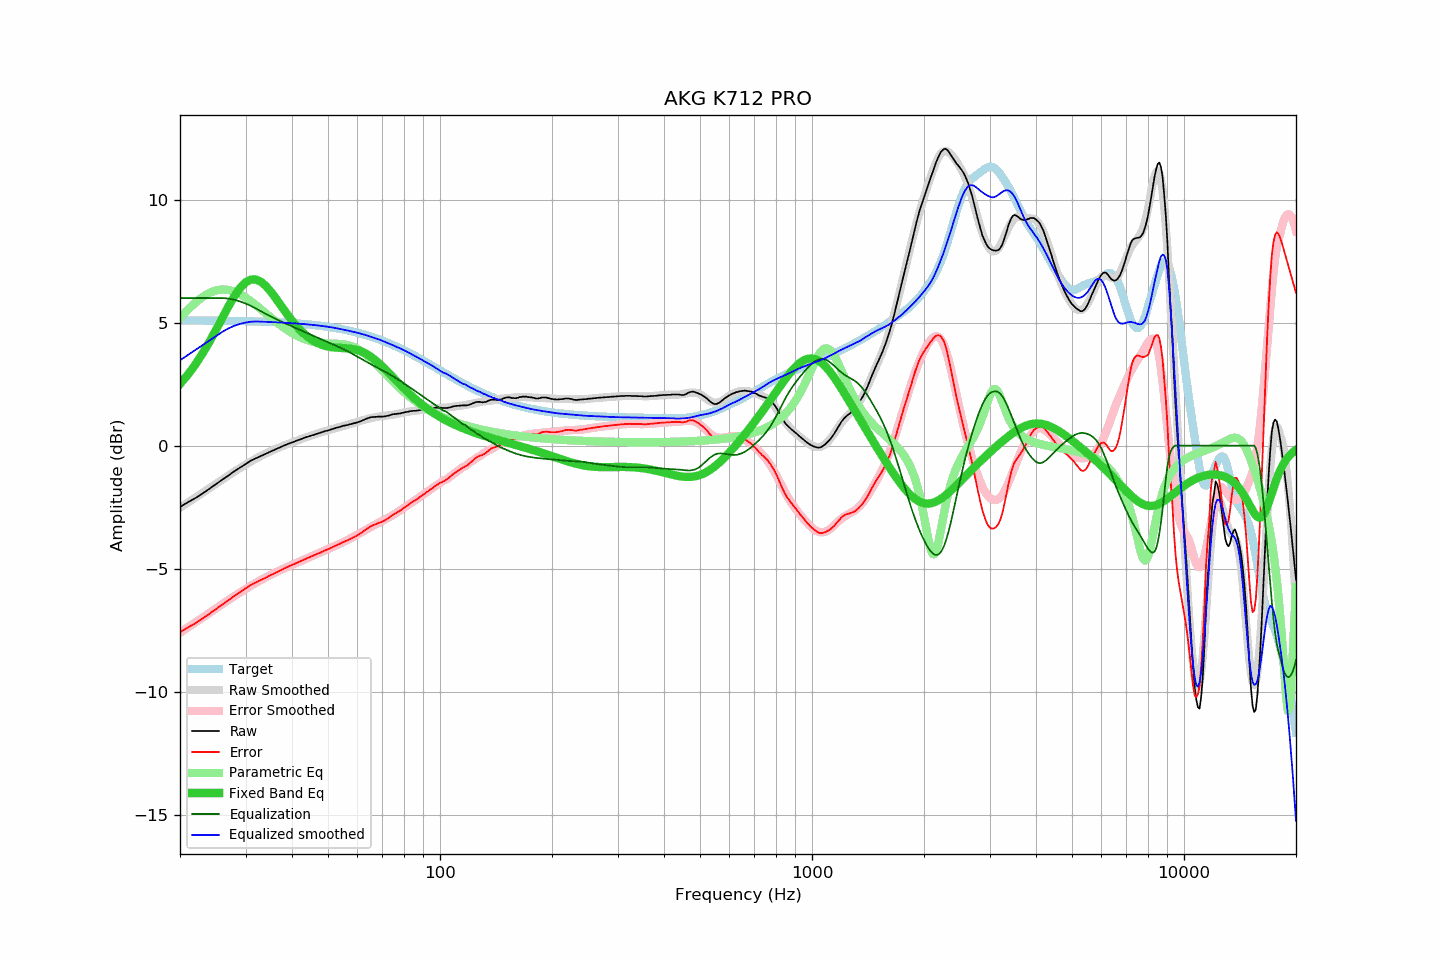 AKG K712 PRO
Amplitude (dBr)
10
5
0
−5
−10
−15
Target
Raw Smoothed
Error Smoothed
Raw
Error
Parametric Eq
Fixed Band Eq
Equalization
Equalized smoothed
100
1000
10000
Frequency (Hz)